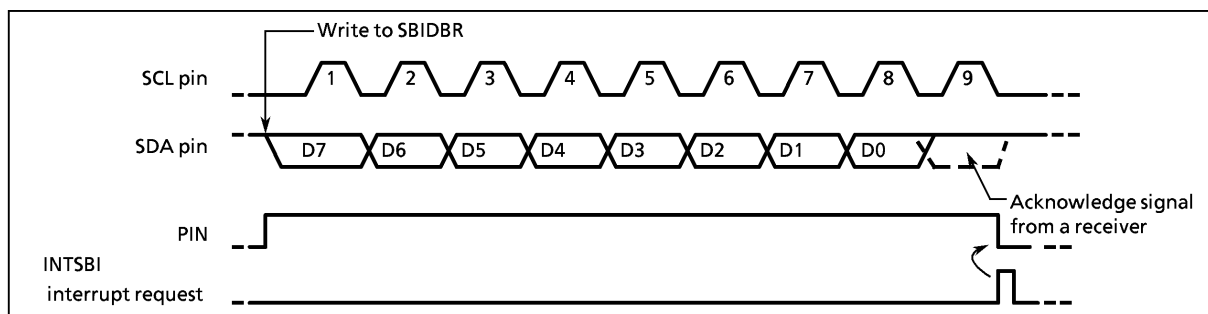 Write to SBIDBR
SCL pin
1 2 3 4 5 6 7 8 9
SDA pin
D7 D6 D5 D4 D3 D2 D1 D0
Acknowledge signal
from a receiver
PIN
INTSBI
interrupt request